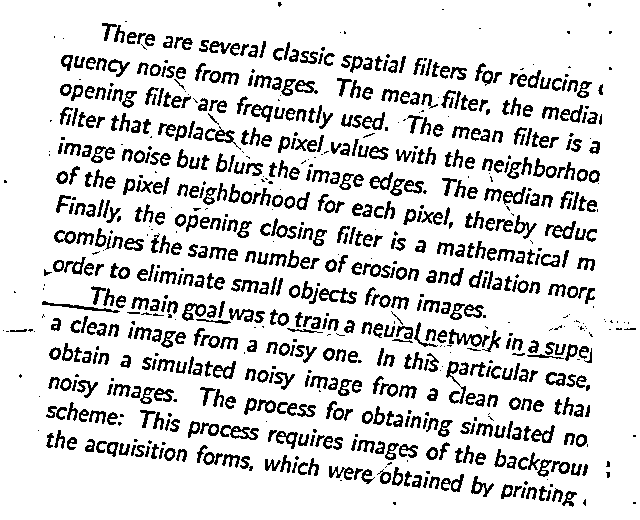 There are several classic spatial filters for reducing
quency noise from images. The mean filter, the media
opening filter are frequently used. The mean filter is a
filter that replaces the pixel values with the neighborhoo
image noise but blurs the image edges. The median filte
of the pixel neighborhood for each pixel, thereby reduc
Finally, the opening closing filter is a mathematical m
combines the same number of erosion and dilation morp
order to eliminate small objects from images.
The main goal was to train a neural network in a supe
a clean image from a noisy one. In this particular case,
obtain a simulated noisy image from a clean one that
noisy images. The process for obtaining simulated no
scheme: This process requires images of the backgrou
the acquisition forms, which were obtained by printing